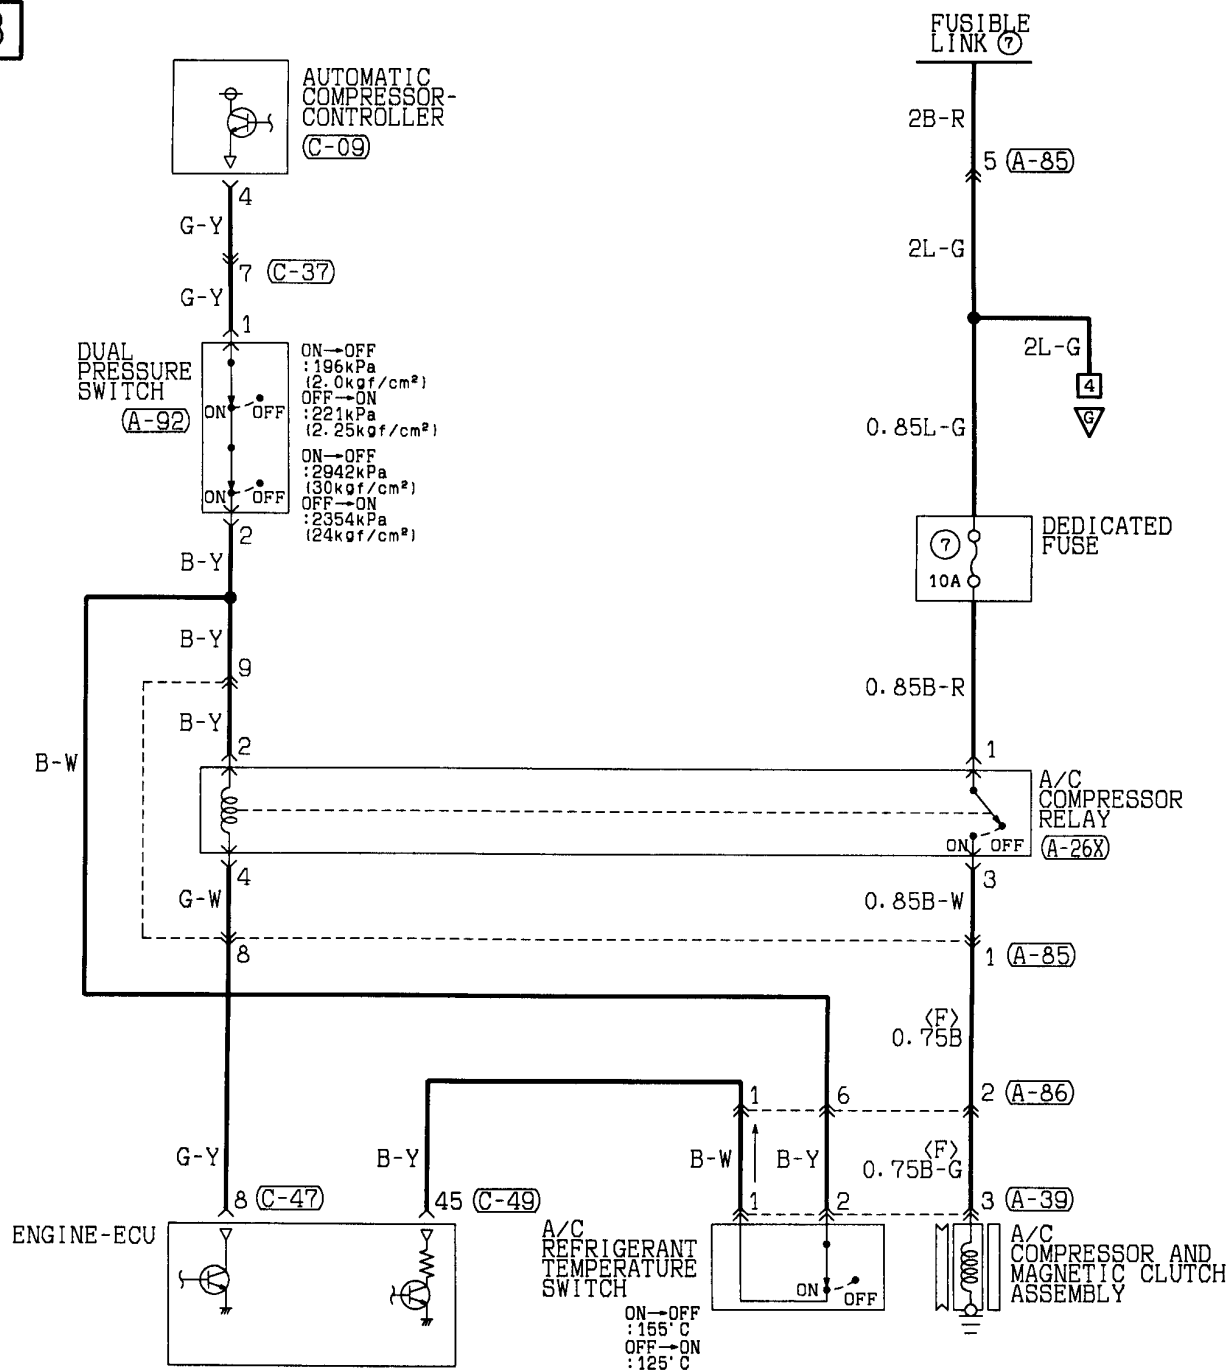 FUSIBLE
LINK ⑦
AUTOMATIC
COMPRESSOR-
CONTROLLER
C-09
2B-R
5 A-85
4
G-Y
2L-G
7 C-37
G-Y
1
DUAL
PRESSURE
SWITCH
A-92
ON→OFF
:196kPa
(2.0kgf/cm²)
OFF→ON
:221kPa
(2.25kgf/cm²)
ON→OFF
:2942kPa
(30kgf/cm²)
OFF→ON
:2354kPa
(24kgf/cm²)
ON OFF
ON OFF
2L-G
4
G
0.85L-G
2
B-Y
⑦
10A
DEDICATED
FUSE
B-Y
9
0.85B-R
B-Y
2
1
B-W
A/C
COMPRESSOR
RELAY
A-26X
ON OFF
4
G-W
3
0.85B-W
8
1 A-85
<F>
0.75B
1
6
2 A-86
G-Y
B-Y
B-W
B-Y
<F>
0.75B-G
8 C-47
45 C-49
1
2
3 A-39
ENGINE-ECU
A/C
REFRIGERANT
TEMPERATURE
SWITCH
ON→OFF
:155°C
OFF→ON
:125°C
ON OFF
A/C
COMPRESSOR AND
MAGNETIC CLUTCH
ASSEMBLY